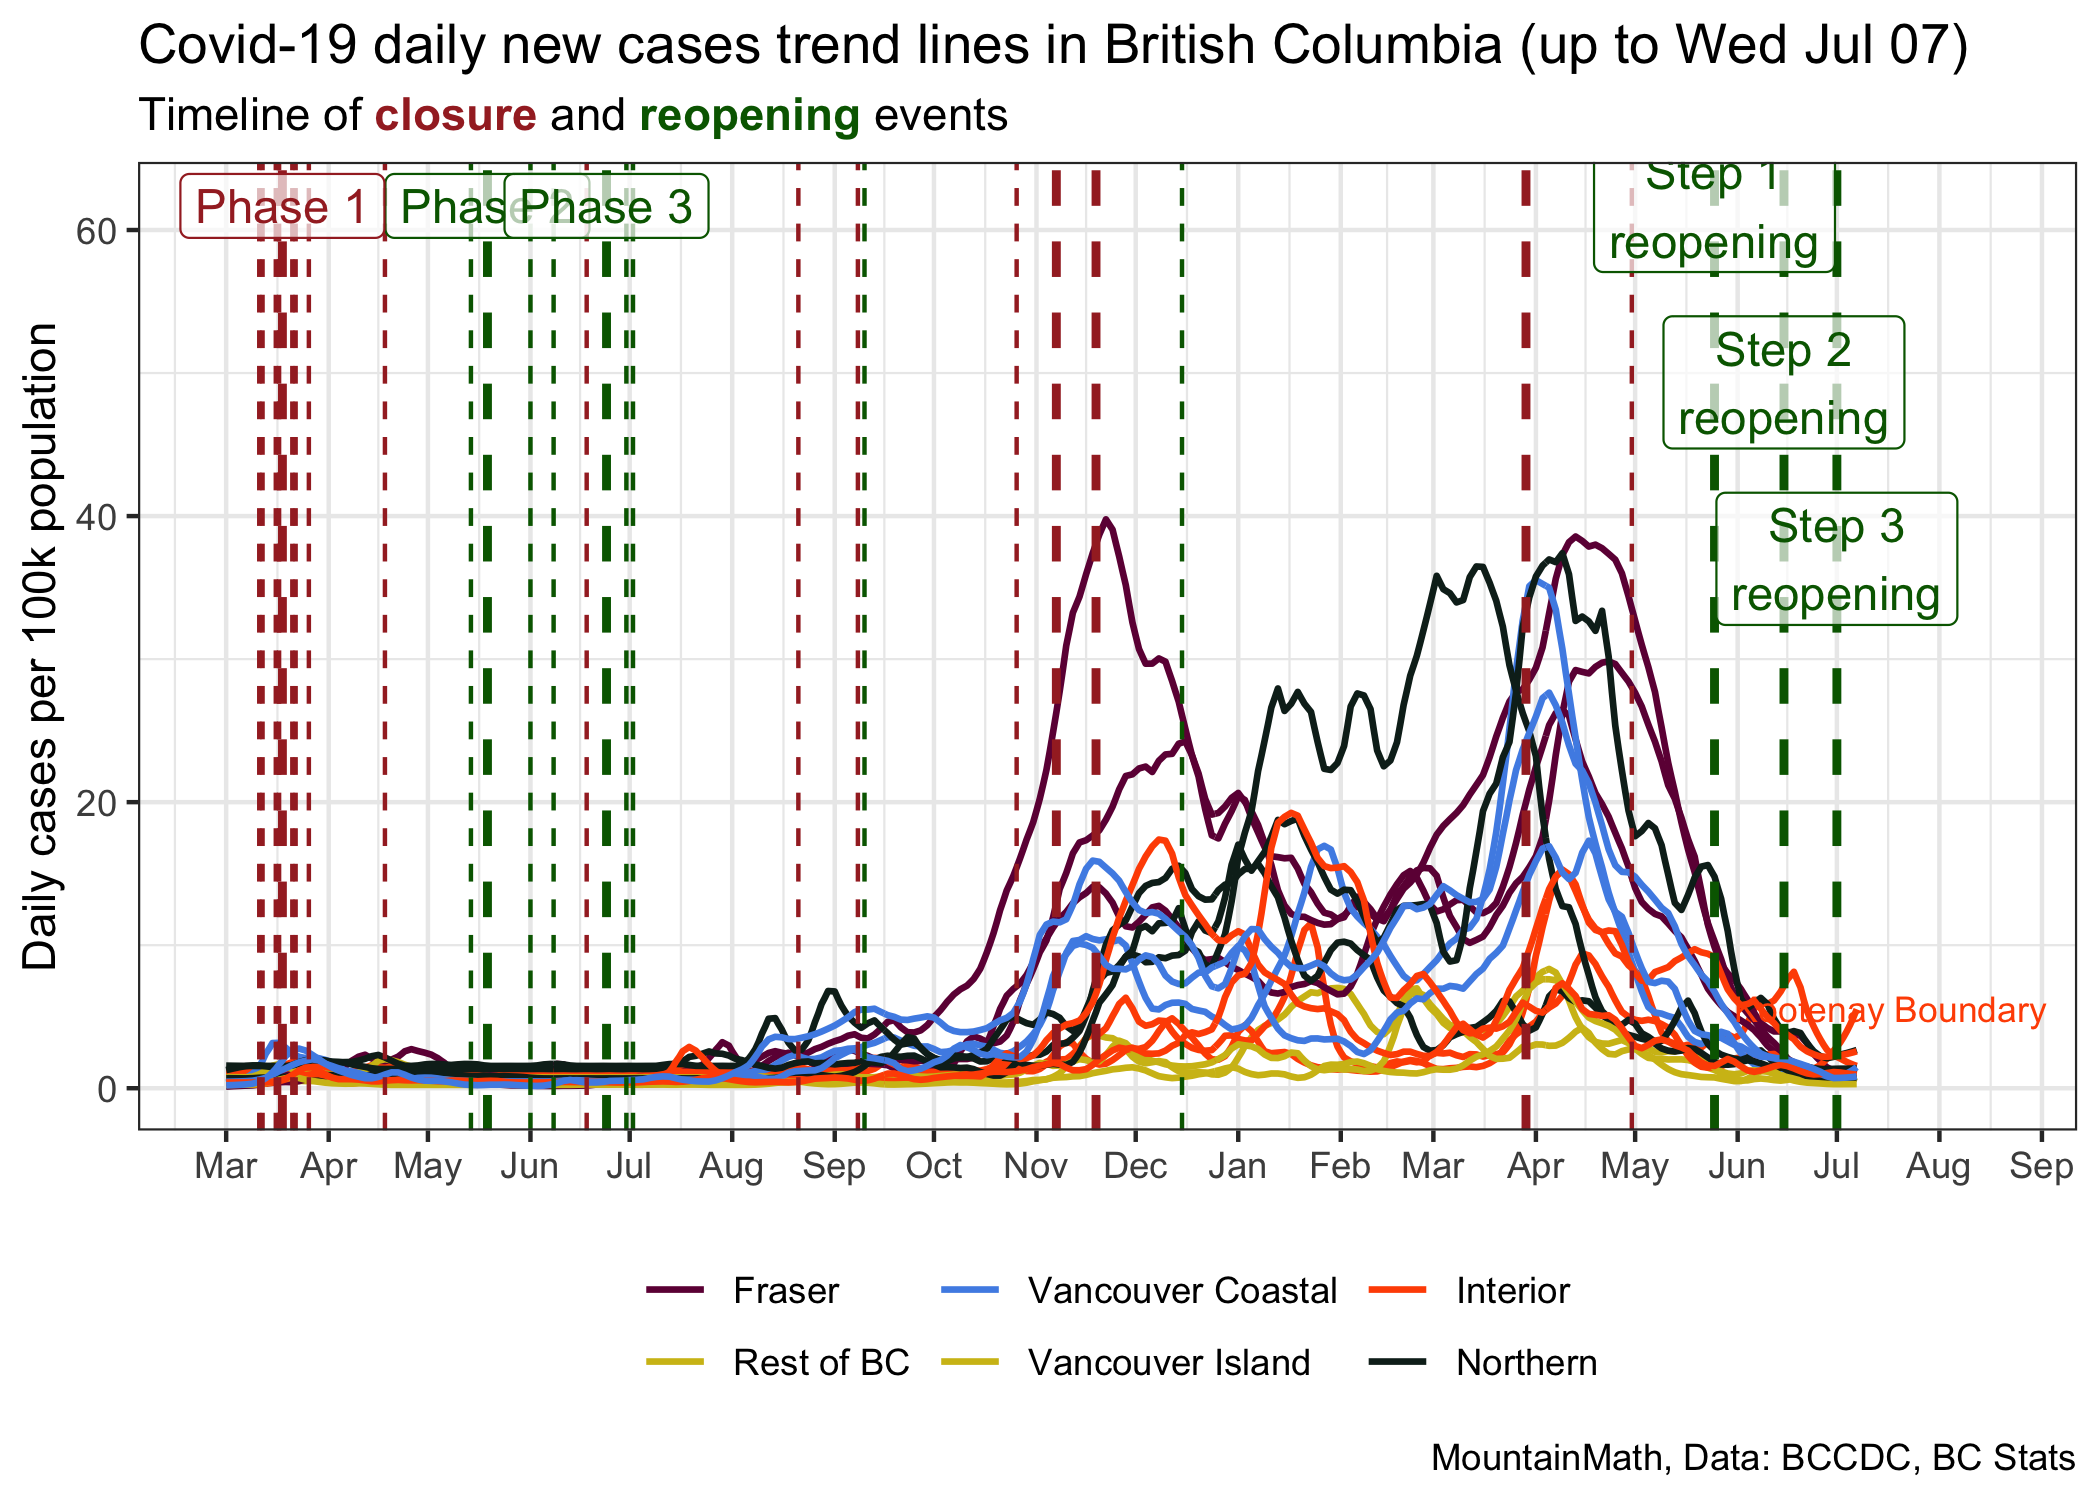 Covid-19 daily new cases trend lines in British Columbia (up to Wed Jul 07)
Timeline of closure and reopening events
Daily cases per 100k population
60
40
20
0
Phase 1
Phase 2
Phase 3
Step 1
reopening
Step 2
reopening
Step 3
reopening
Boundary
Mar Apr May Jun Jul Aug Sep Oct Nov Dec Jan Feb Mar Apr May Jun Jul Aug Sep
Fraser Vancouver Coastal Interior
Rest of BC Vancouver Island Northern
MountainMath, Data: BCCDC, BC Stats